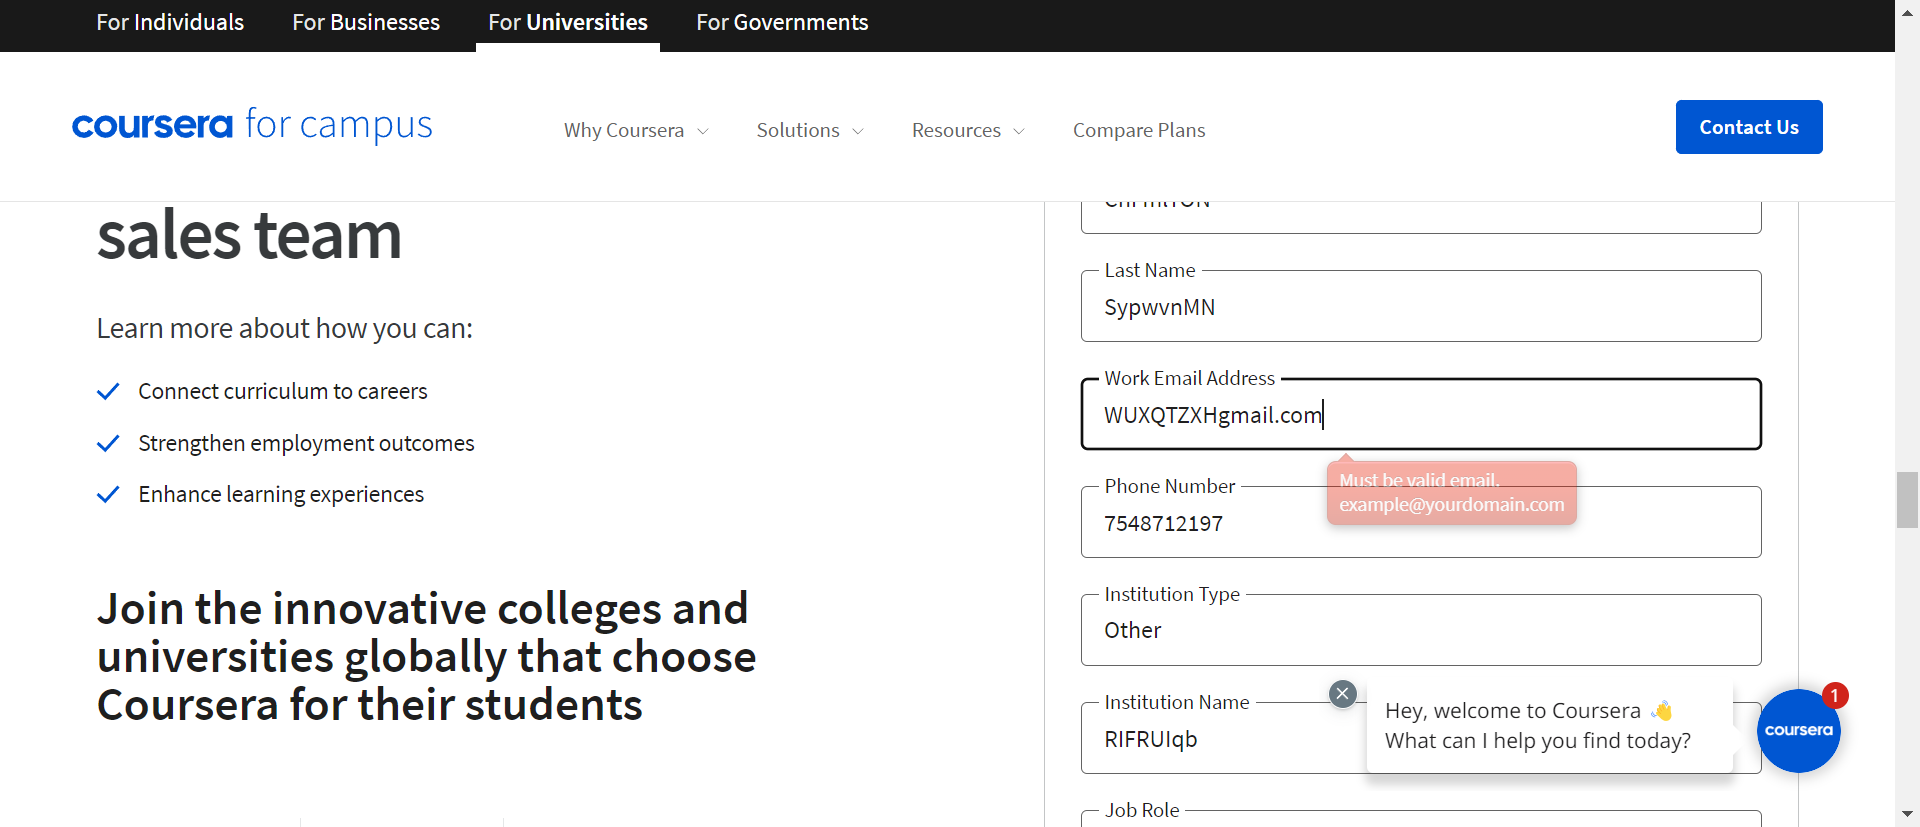 For Individuals
For Businesses
For Universities
For Governments
coursera for campus
Why Coursera
Solutions
Resources
Compare Plans
Contact Us
sales team
Learn more about how you can:
Connect curriculum to careers
Strengthen employment outcomes
Enhance learning experiences
Join the innovative colleges and
universities globally that choose
Coursera for their students
Last Name
SypwvnMN
Work Email Address
WUXQTZXHgmail.com
Must be valid email.
example@yourdomain.com
Phone Number
7548712197
Institution Type
Other
Institution Name
RIFRUIqb
Job Role
Hey, welcome to Coursera 👋
What can I help you find today?
coursera
1